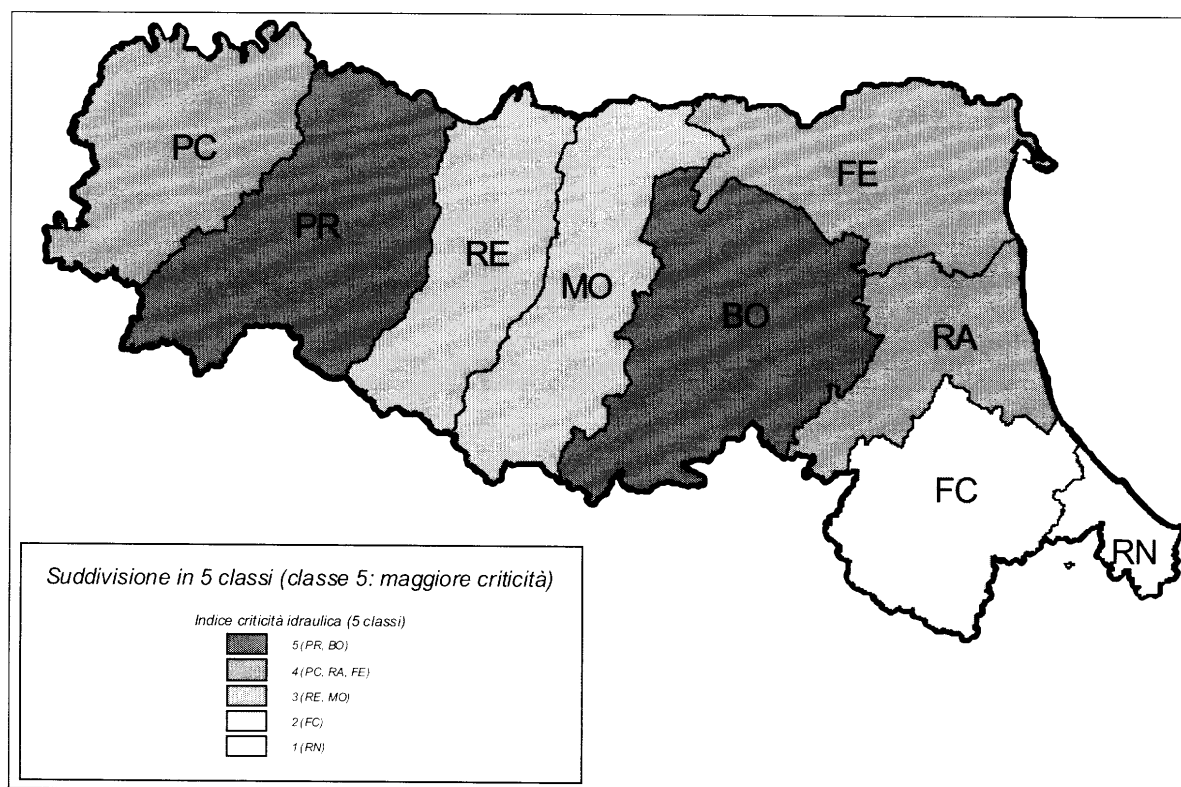 PC
PR
RE
MO
BO
FE
RA
FC
RN
Suddivisione in 5 classi (classe 5: maggiore criticità)
Indice criticità idraulica (5 classi)
5 (PR, BO)
4 (PC, RA, FE)
3 (RE, MO)
2 (FC)
1 (RN)